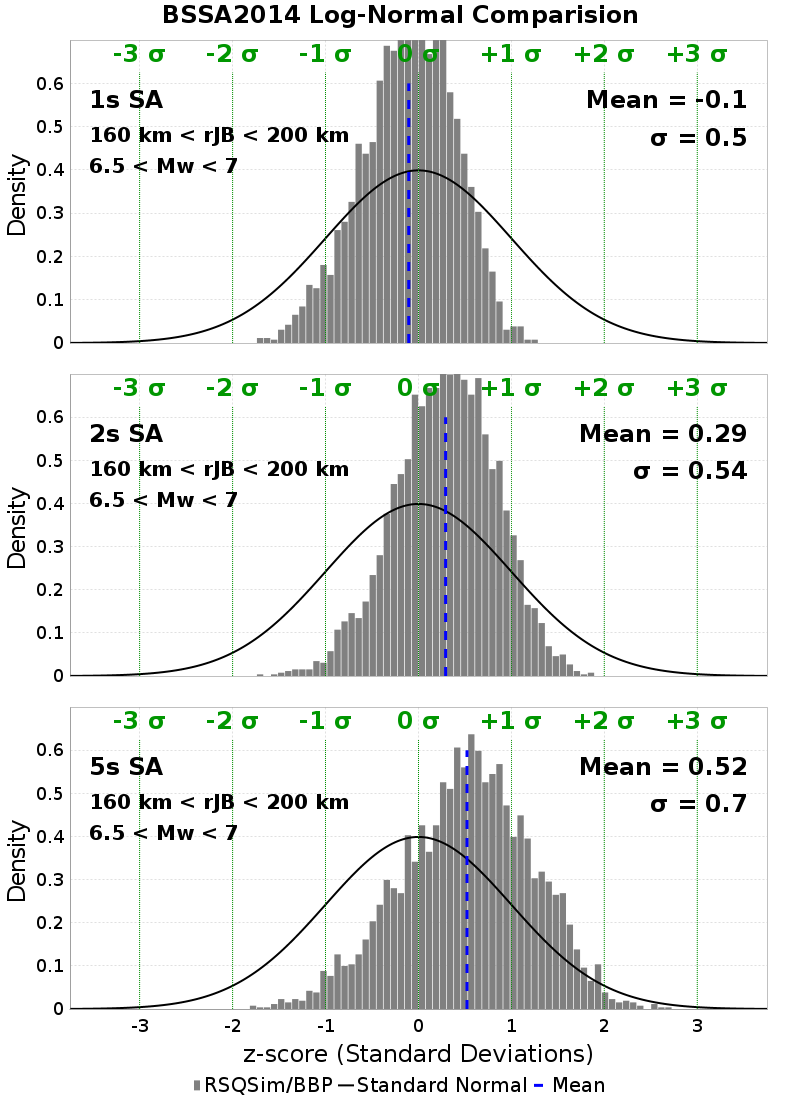 BSSA2014 Log-Normal Comparision
-3 σ -2 σ -1 σ 0 σ +1 σ +2 σ +3 σ
0.6
1s SA Mean = -0.1
0.5
160 km < rJB < 200 km σ = 0.5
6.5 < Mw < 7
0.4
Density
0.3
0.2
0.1
0
-3 σ -2 σ -1 σ 0 σ +1 σ +2 σ +3 σ
0.6
2s SA Mean = 0.29
0.5
160 km < rJB < 200 km σ = 0.54
6.5 < Mw < 7
0.4
Density
0.3
0.2
0.1
0
-3 σ -2 σ -1 σ 0 σ +1 σ +2 σ +3 σ
0.6
5s SA Mean = 0.52
0.5
160 km < rJB < 200 km σ = 0.7
6.5 < Mw < 7
0.4
Density
0.3
0.2
0.1
0
-3 -2 -1 0 1 2 3
z-score (Standard Deviations)
RSQSim/BBP Standard Normal Mean